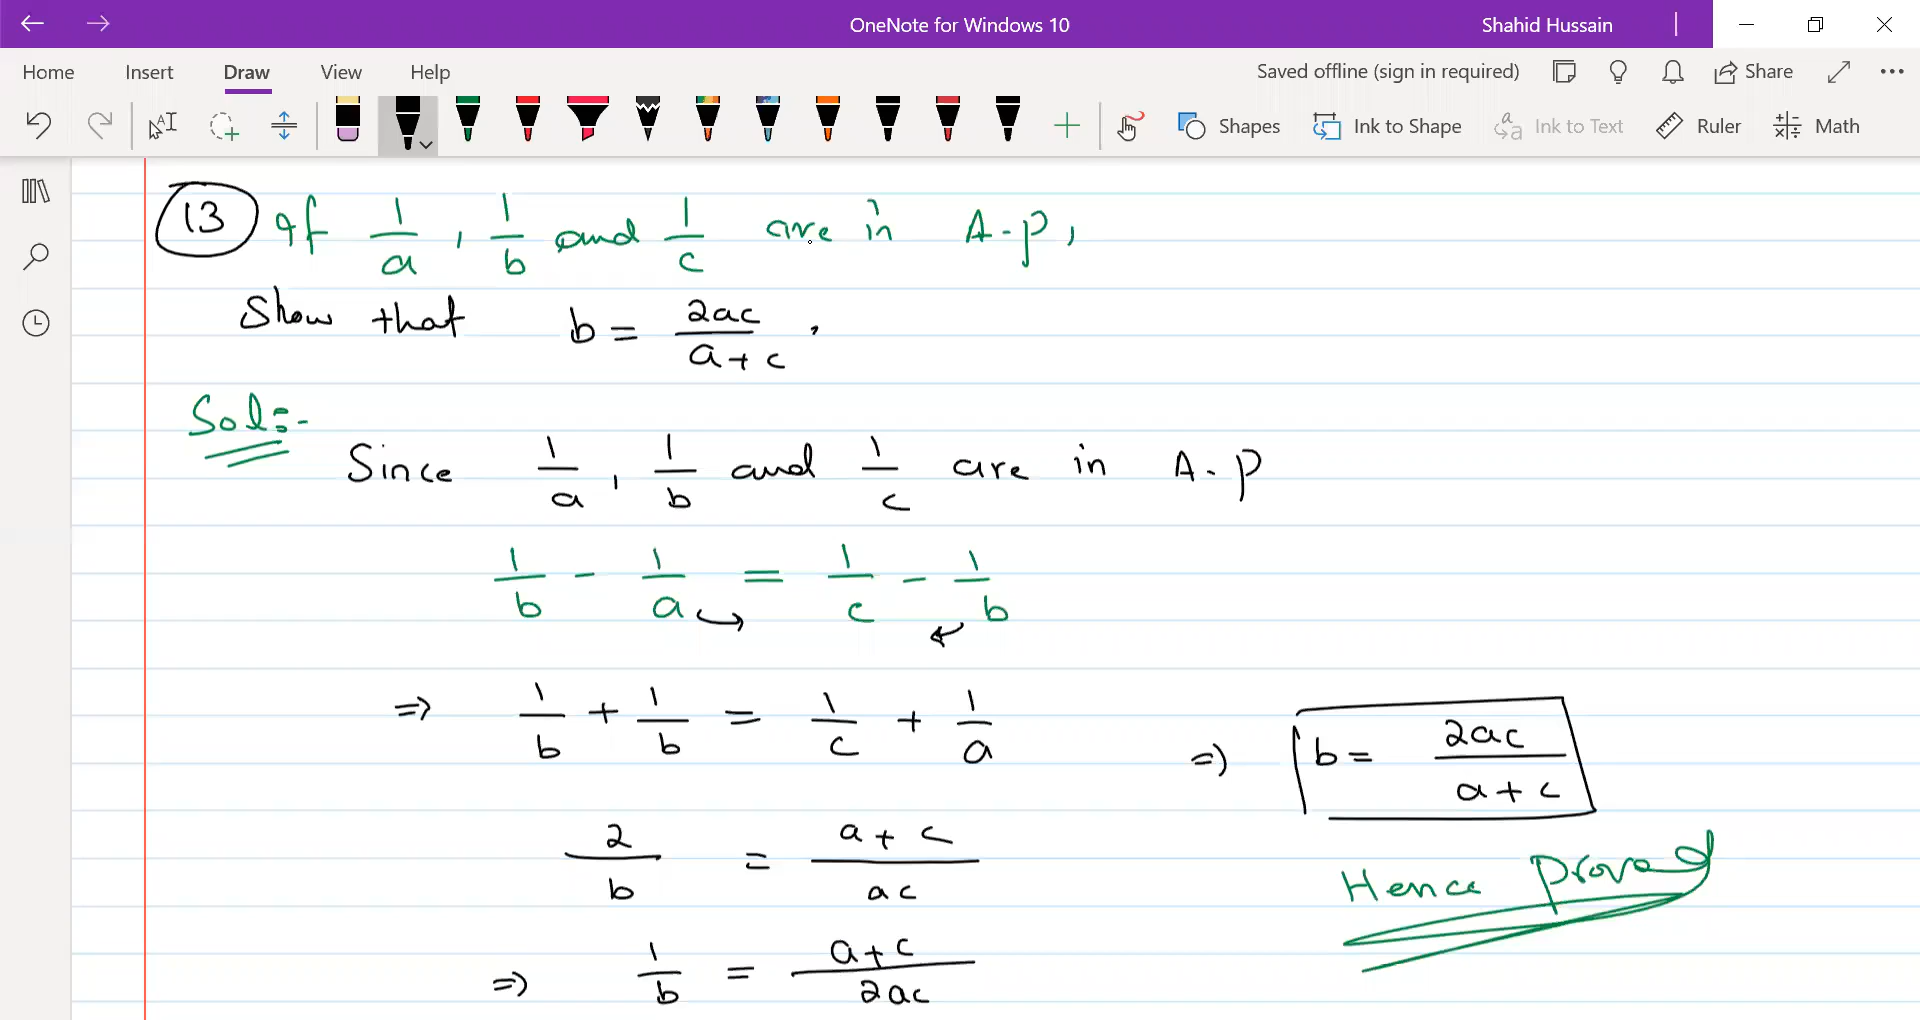 OneNote for Windows 10
Shahid Hussain
Home Insert Draw View Help
Saved offline (sign in required)
Share
Shapes Ink to Shape Ink to Text Ruler Math
13 If 1/a , 1/b and 1/c are in A.P,
Show that b = 2ac/(a+c) .
Sol:-
Since 1/a , 1/b and 1/c are in A.P
1/b - 1/a = 1/c - 1/b
⇒ 1/b + 1/b = 1/c + 1/a
2/b = (a+c)/ac
⇒ 1/b = (a+c)/2ac
⇒ b = 2ac/(a+c)
Hence proved